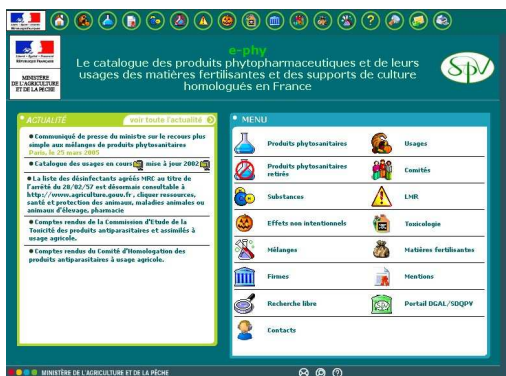 e-phy
Le catalogue des produits phytopharmaceutiques et de leurs
usages des matières fertilisantes et des supports de culture
homologués en France
RÉPUBLIQUE FRANÇAISE
MINISTÈRE
DE L'AGRICULTURE
ET DE LA PÊCHE
SpV
ACTUALITÉ
voir toute l'actualité
Communiqué de presse du ministre sur le recours plus
simple aux mélanges de produits phytosanitaires
Paris, le 25 mars 2005
Catalogue des usages en cours mise à jour 2002
La liste des désinfectants agréés MRC au titre de
l'arrêté du 28/02/57 est désormais consultable à
http://www.agriculture.gouv.fr, cliquer ressources,
santé et protection des animaux, maladies animales ou
animaux d'élevage, pharmacie
Comptes rendus de la Commission d'Etude de la
Toxicité des produits antiparasitaires et assimilés à
usage agricole.
Comptes rendus du Comité d'Homologation des
produits antiparasitaires à usage agricole.
MENU
Produits phytosanitaires
Usages
Produits phytosanitaires
retirés
Comités
Substances
LMR
Effets non intentionnels
Toxicologie
Mélanges
Matières fertilisantes
Firmes
Mentions
Recherche libre
Portail DGAL/SDQPV
Contacts
MINISTÈRE DE L'AGRICULTURE ET DE LA PÊCHE